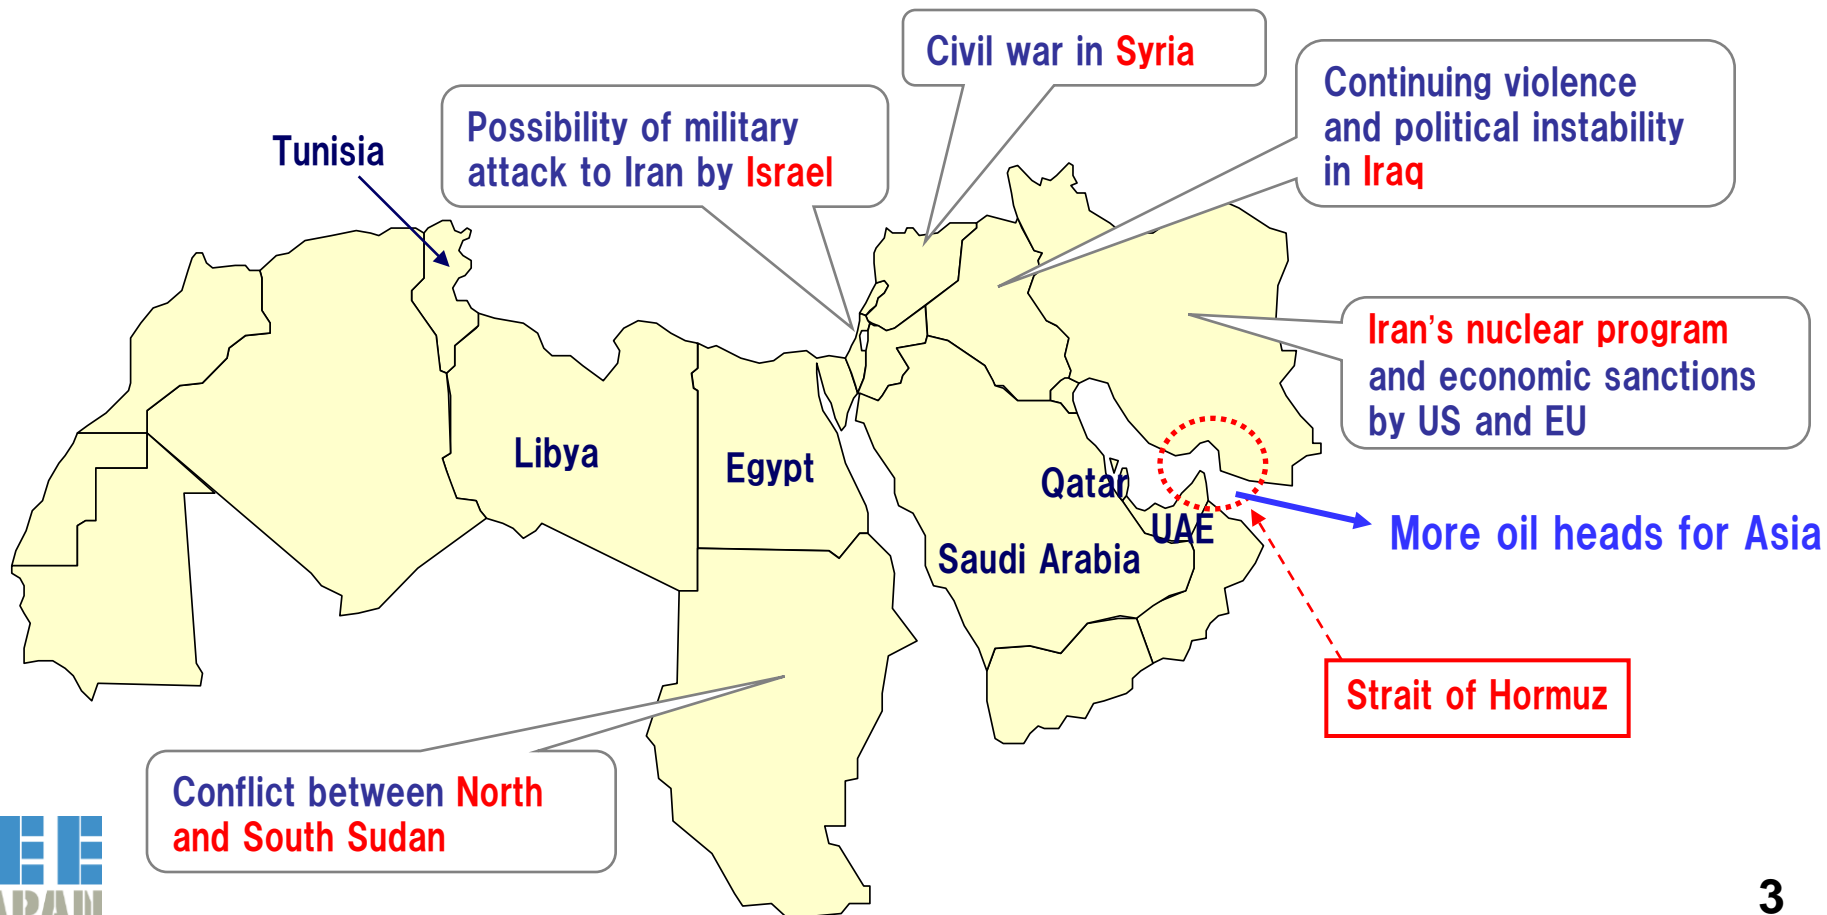 Civil war in Syria
Continuing violence
and political instability
in Iraq
Possibility of military
attack to Iran by Israel
Tunisia
Iran's nuclear program
and economic sanctions
by US and EU
Libya
Egypt
Qatar
UAE
Saudi Arabia
More oil heads for Asia
Strait of Hormuz
Conflict between North
and South Sudan
3